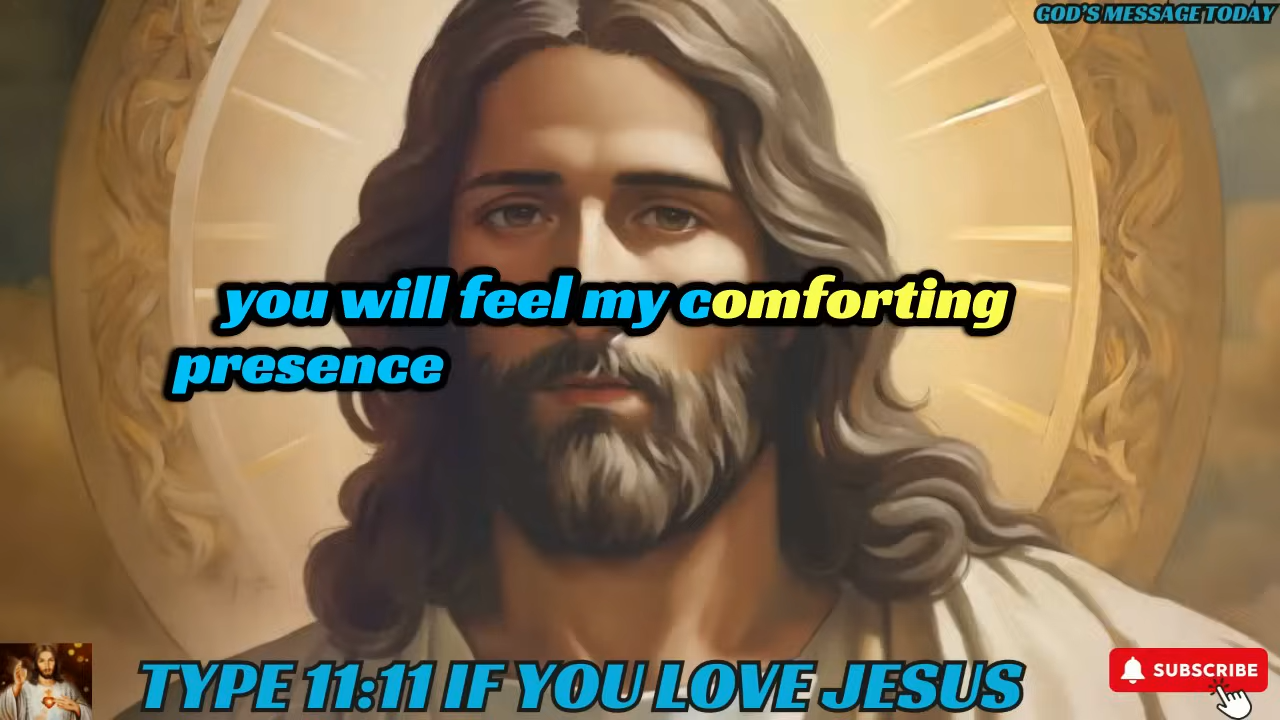 GOD'S MESSAGE TODAY
you will feel my comforting
presence
TYPE 11:11 IF YOU LOVE JESUS
SUBSCRIBE